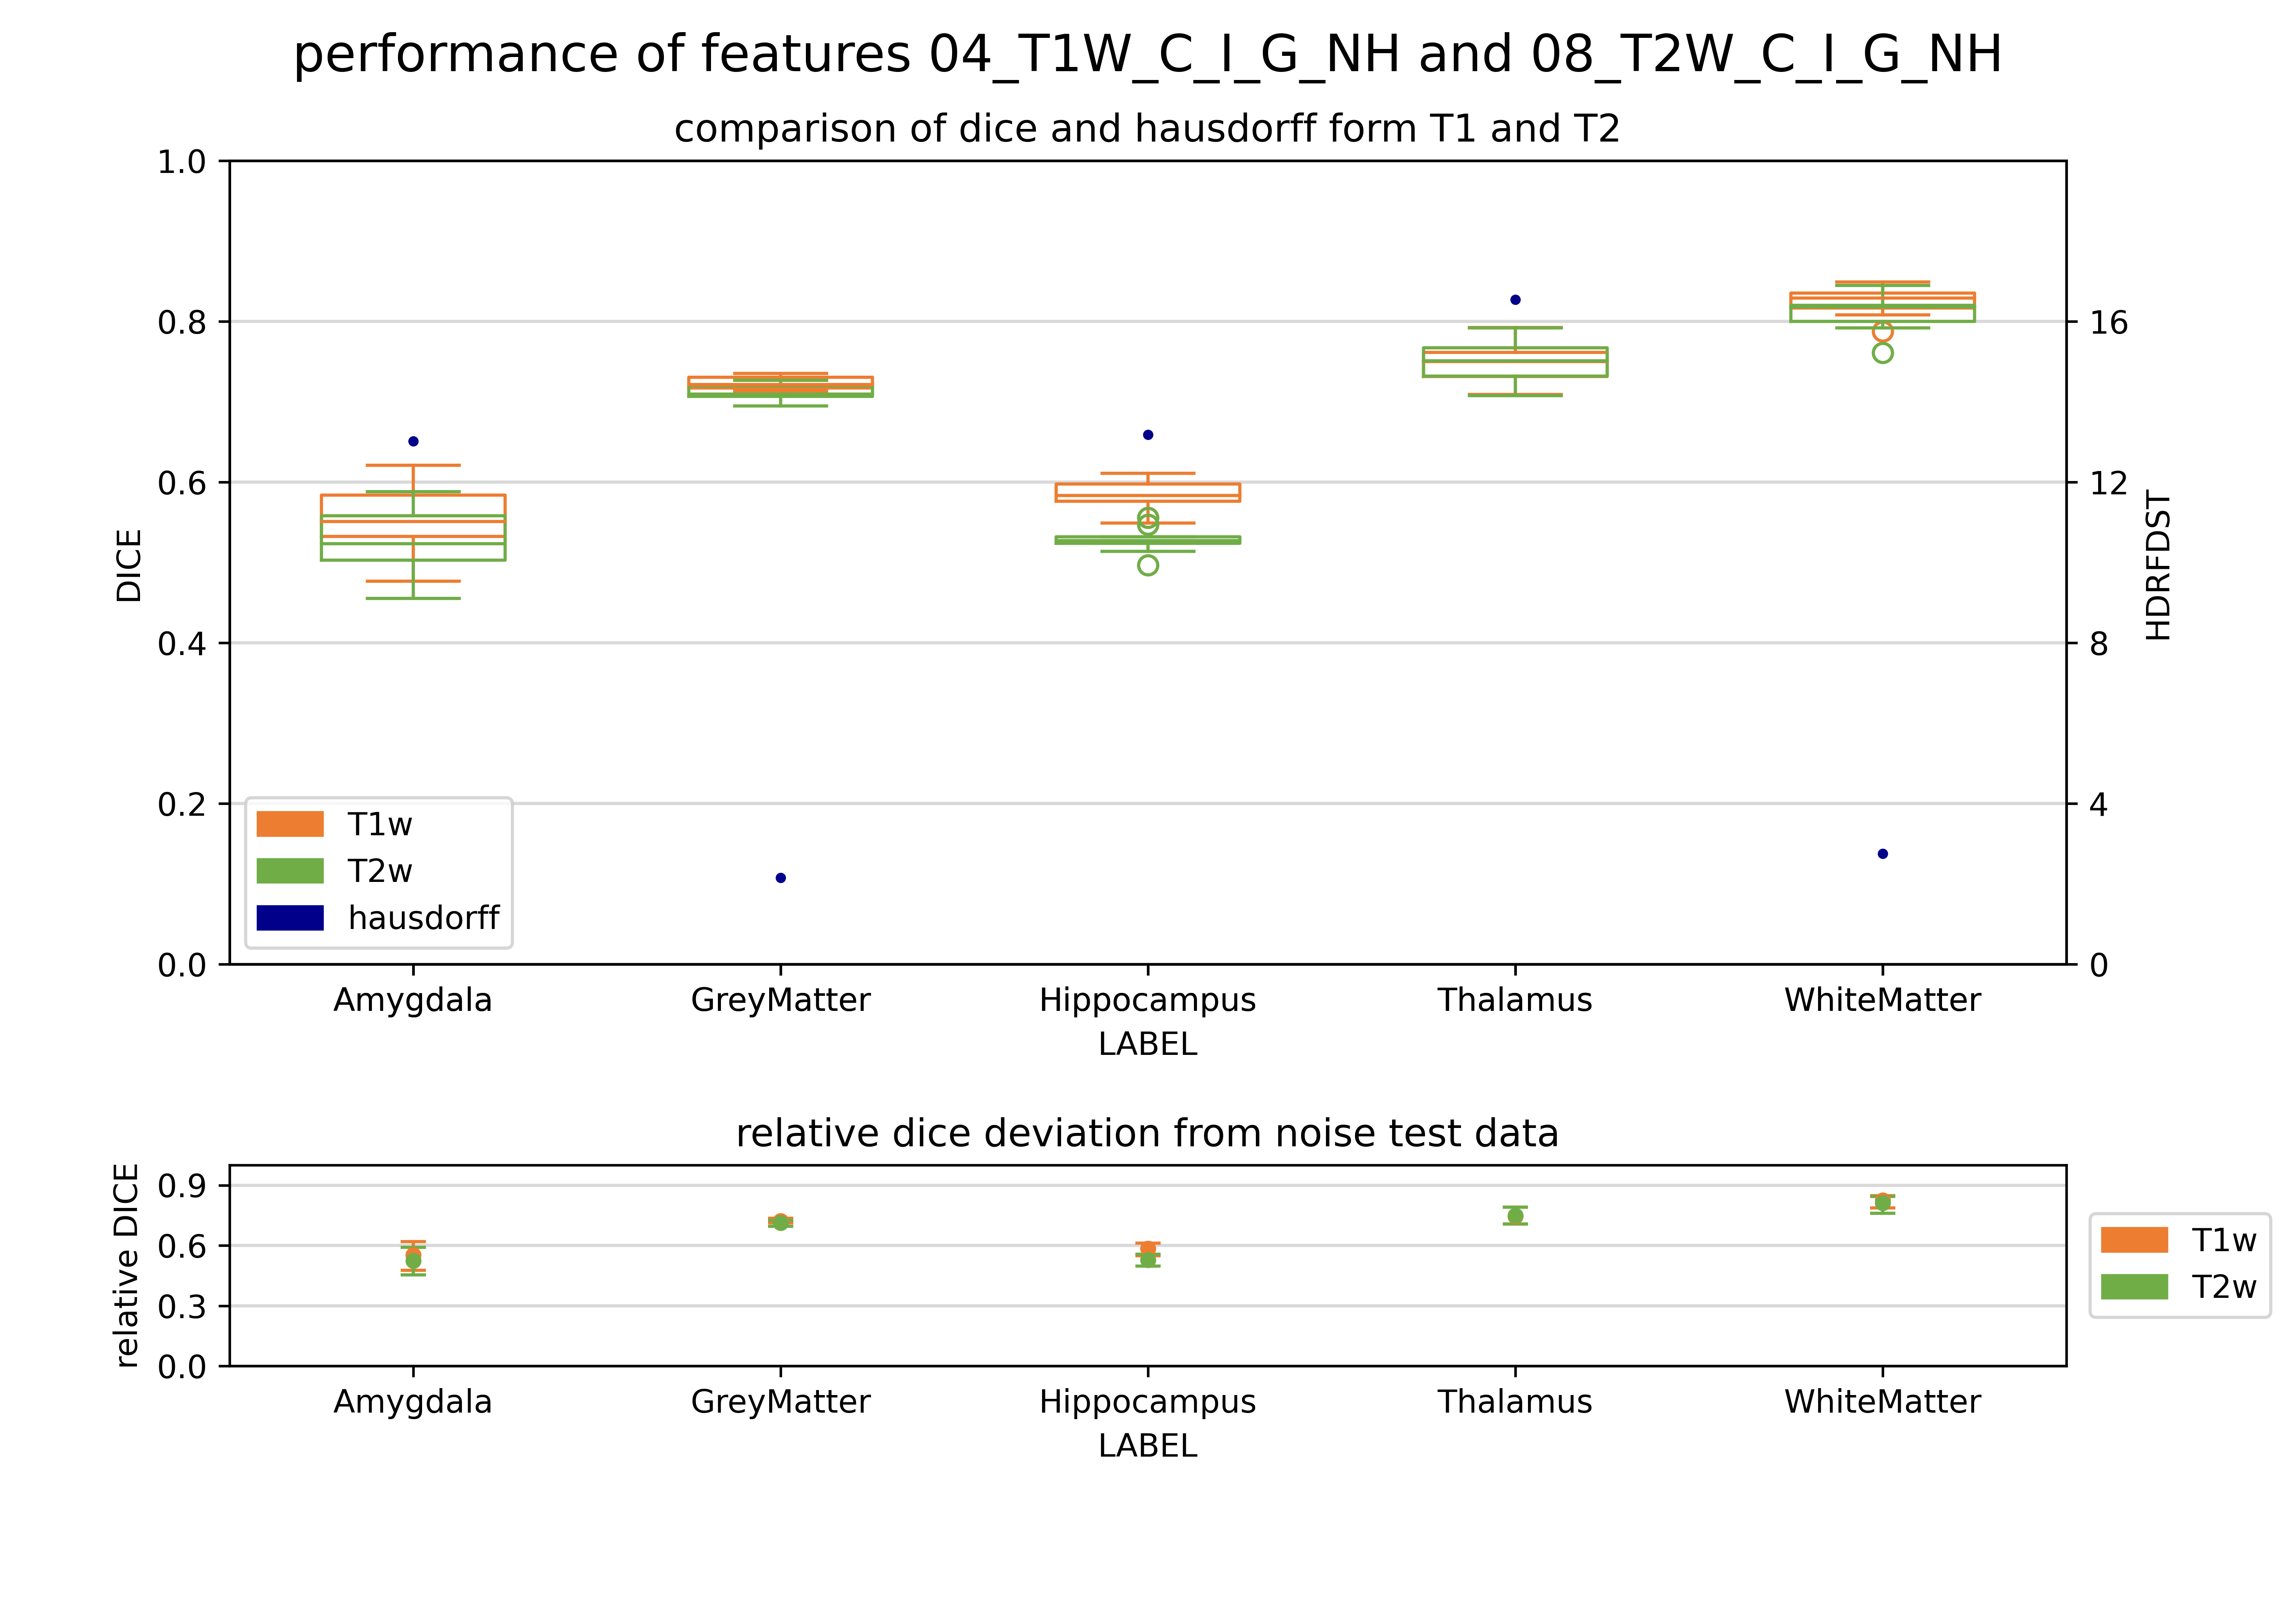 performance of features 04_T1W_C_I_G_NH and 08_T2W_C_I_G_NH
comparison of dice and hausdorff form T1 and T2
1.0
0.8
0.6
0.4
0.2
0.0
DICE
16
12
8
4
0
HDRFDST
T1w
T2w
hausdorff
Amygdala GreyMatter Hippocampus Thalamus WhiteMatter
LABEL
relative dice deviation from noise test data
0.9
0.6
0.3
0.0
relative DICE
T1w
T2w
Amygdala GreyMatter Hippocampus Thalamus WhiteMatter
LABEL